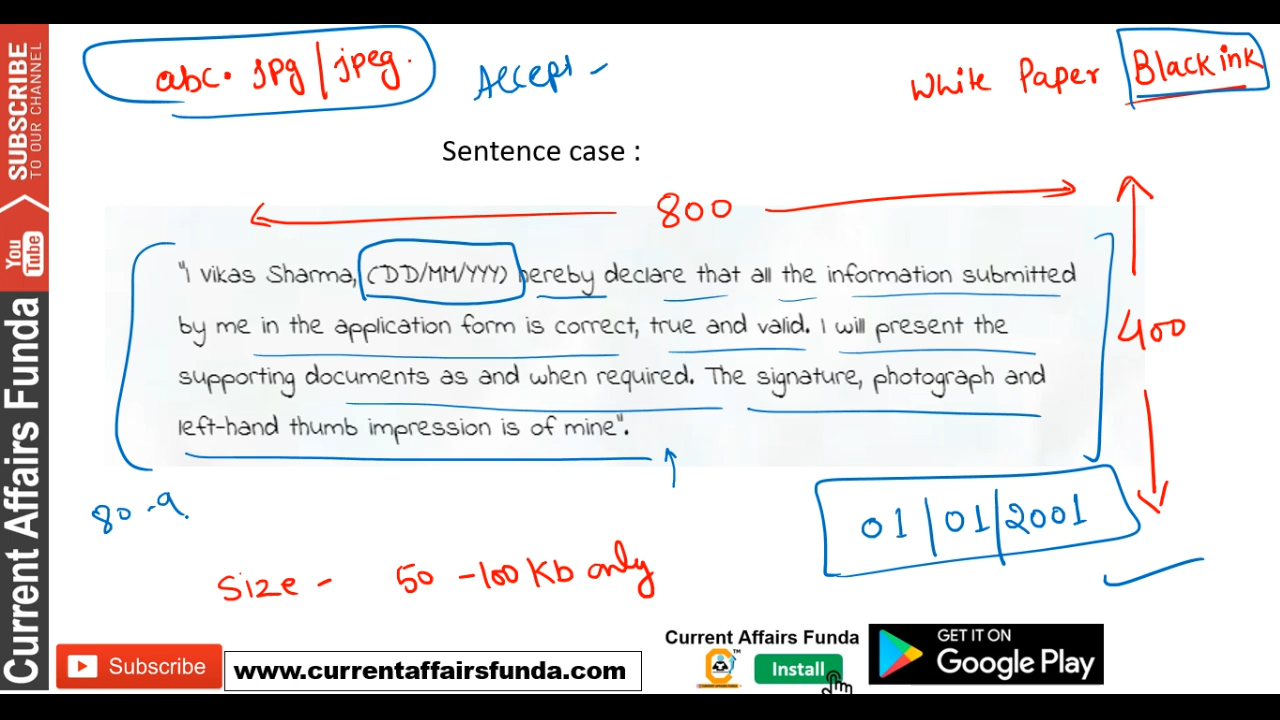 abc. jpg/jpeg.
Accept -
White Paper Black ink
Sentence case :
800
"I Vikas Sharma, (DD/MM/YYY) hereby declare that all the information submitted
by me in the application form is correct, true and valid. I will present the
supporting documents as and when required. The signature, photograph and
left-hand thumb impression is of mine".
400
80 -9
01/01/2001
Size - 50 -100 Kb only
SUBSCRIBE
TO OUR CHANNEL
YouTube
Current Affairs Funda
Subscribe
www.currentaffairsfunda.com
Current Affairs Funda
TM
Install
GET IT ON
Google Play